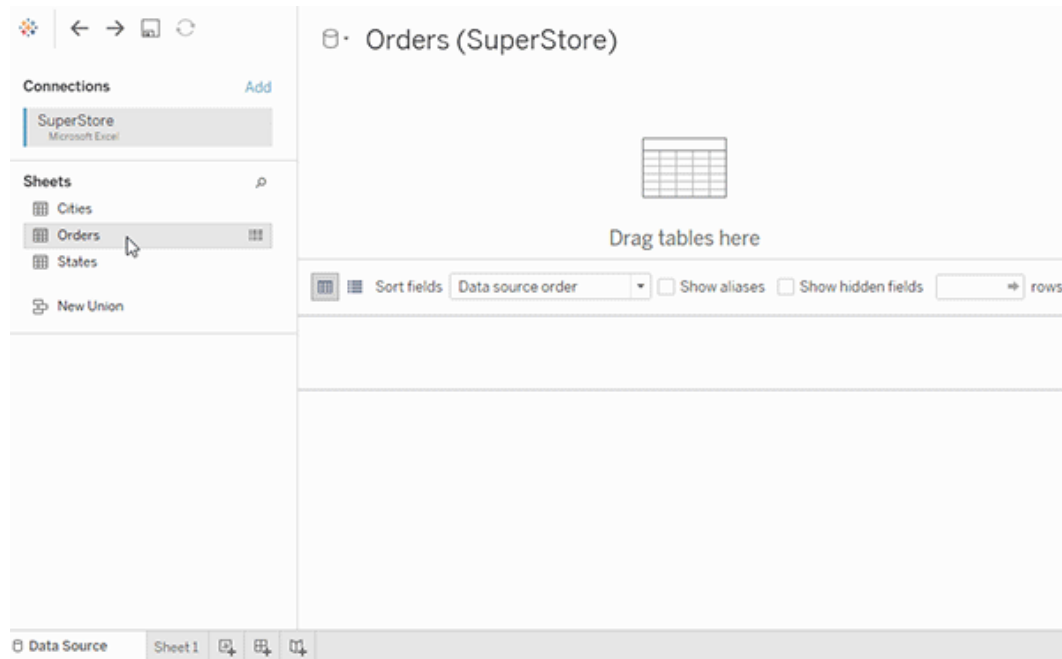 Orders (SuperStore)
Connections
Add
SuperStore
Microsoft Excel
Sheets
Cities
Orders
States
New Union
Drag tables here
Sort fields
Data source order
Show aliases
Show hidden fields
rows
Data Source
Sheet 1